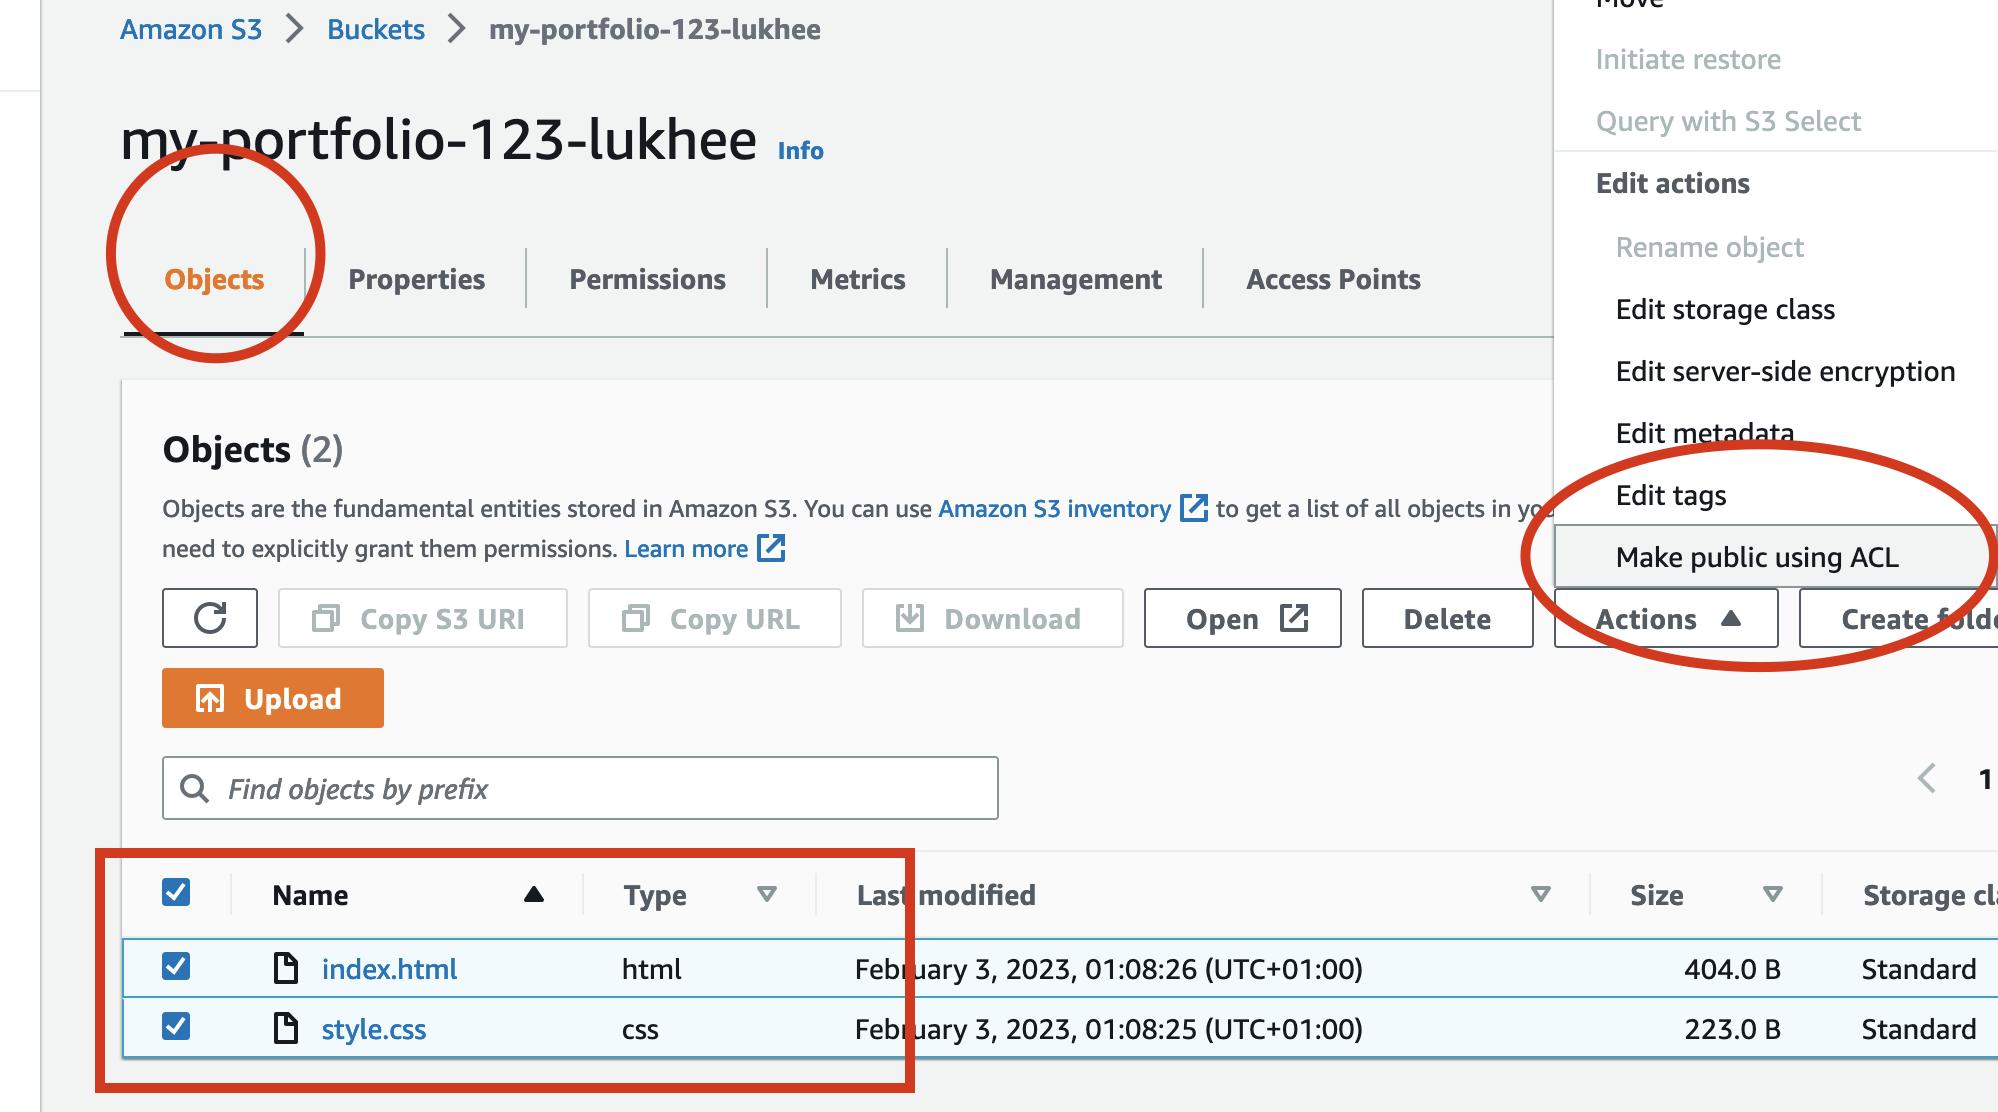 Amazon S3 > Buckets > my-portfolio-123-lukhee
my-portfolio-123-lukhee Info
Objects Properties Permissions Metrics Management Access Points
Move
Initiate restore
Query with S3 Select
Edit actions
Rename object
Edit storage class
Edit server-side encryption
Edit metadata
Edit tags
Make public using ACL
Objects (2)
Objects are the fundamental entities stored in Amazon S3. You can use Amazon S3 inventory to get a list of all objects in
need to explicitly grant them permissions. Learn more
Copy S3 URI Copy URL Download Open Delete Actions Create
Upload
Find objects by prefix
1
Name Type Last modified Size Storage
index.html html February 3, 2023, 01:08:26 (UTC+01:00) 404.0 B Standard
style.css css February 3, 2023, 01:08:25 (UTC+01:00) 223.0 B Standard